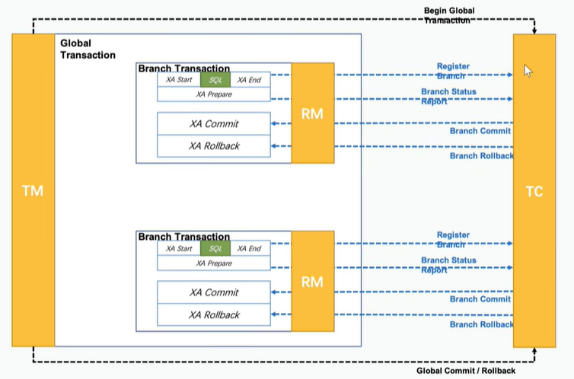 Begin Global
Transaction
Global
Transaction
Branch Transaction
XA Start SQL XA End
XA Prepare
XA Commit
XA Rollback
RM
Register
Branch
Branch Status
Report
Branch Commit
Branch Rollback
TM
TC
Branch Transaction
XA Start SQL XA End
XA Prepare
XA Commit
XA Rollback
RM
Register
Branch
Branch Status
Report
Branch Commit
Branch Rollback
Global Commit / Rollback